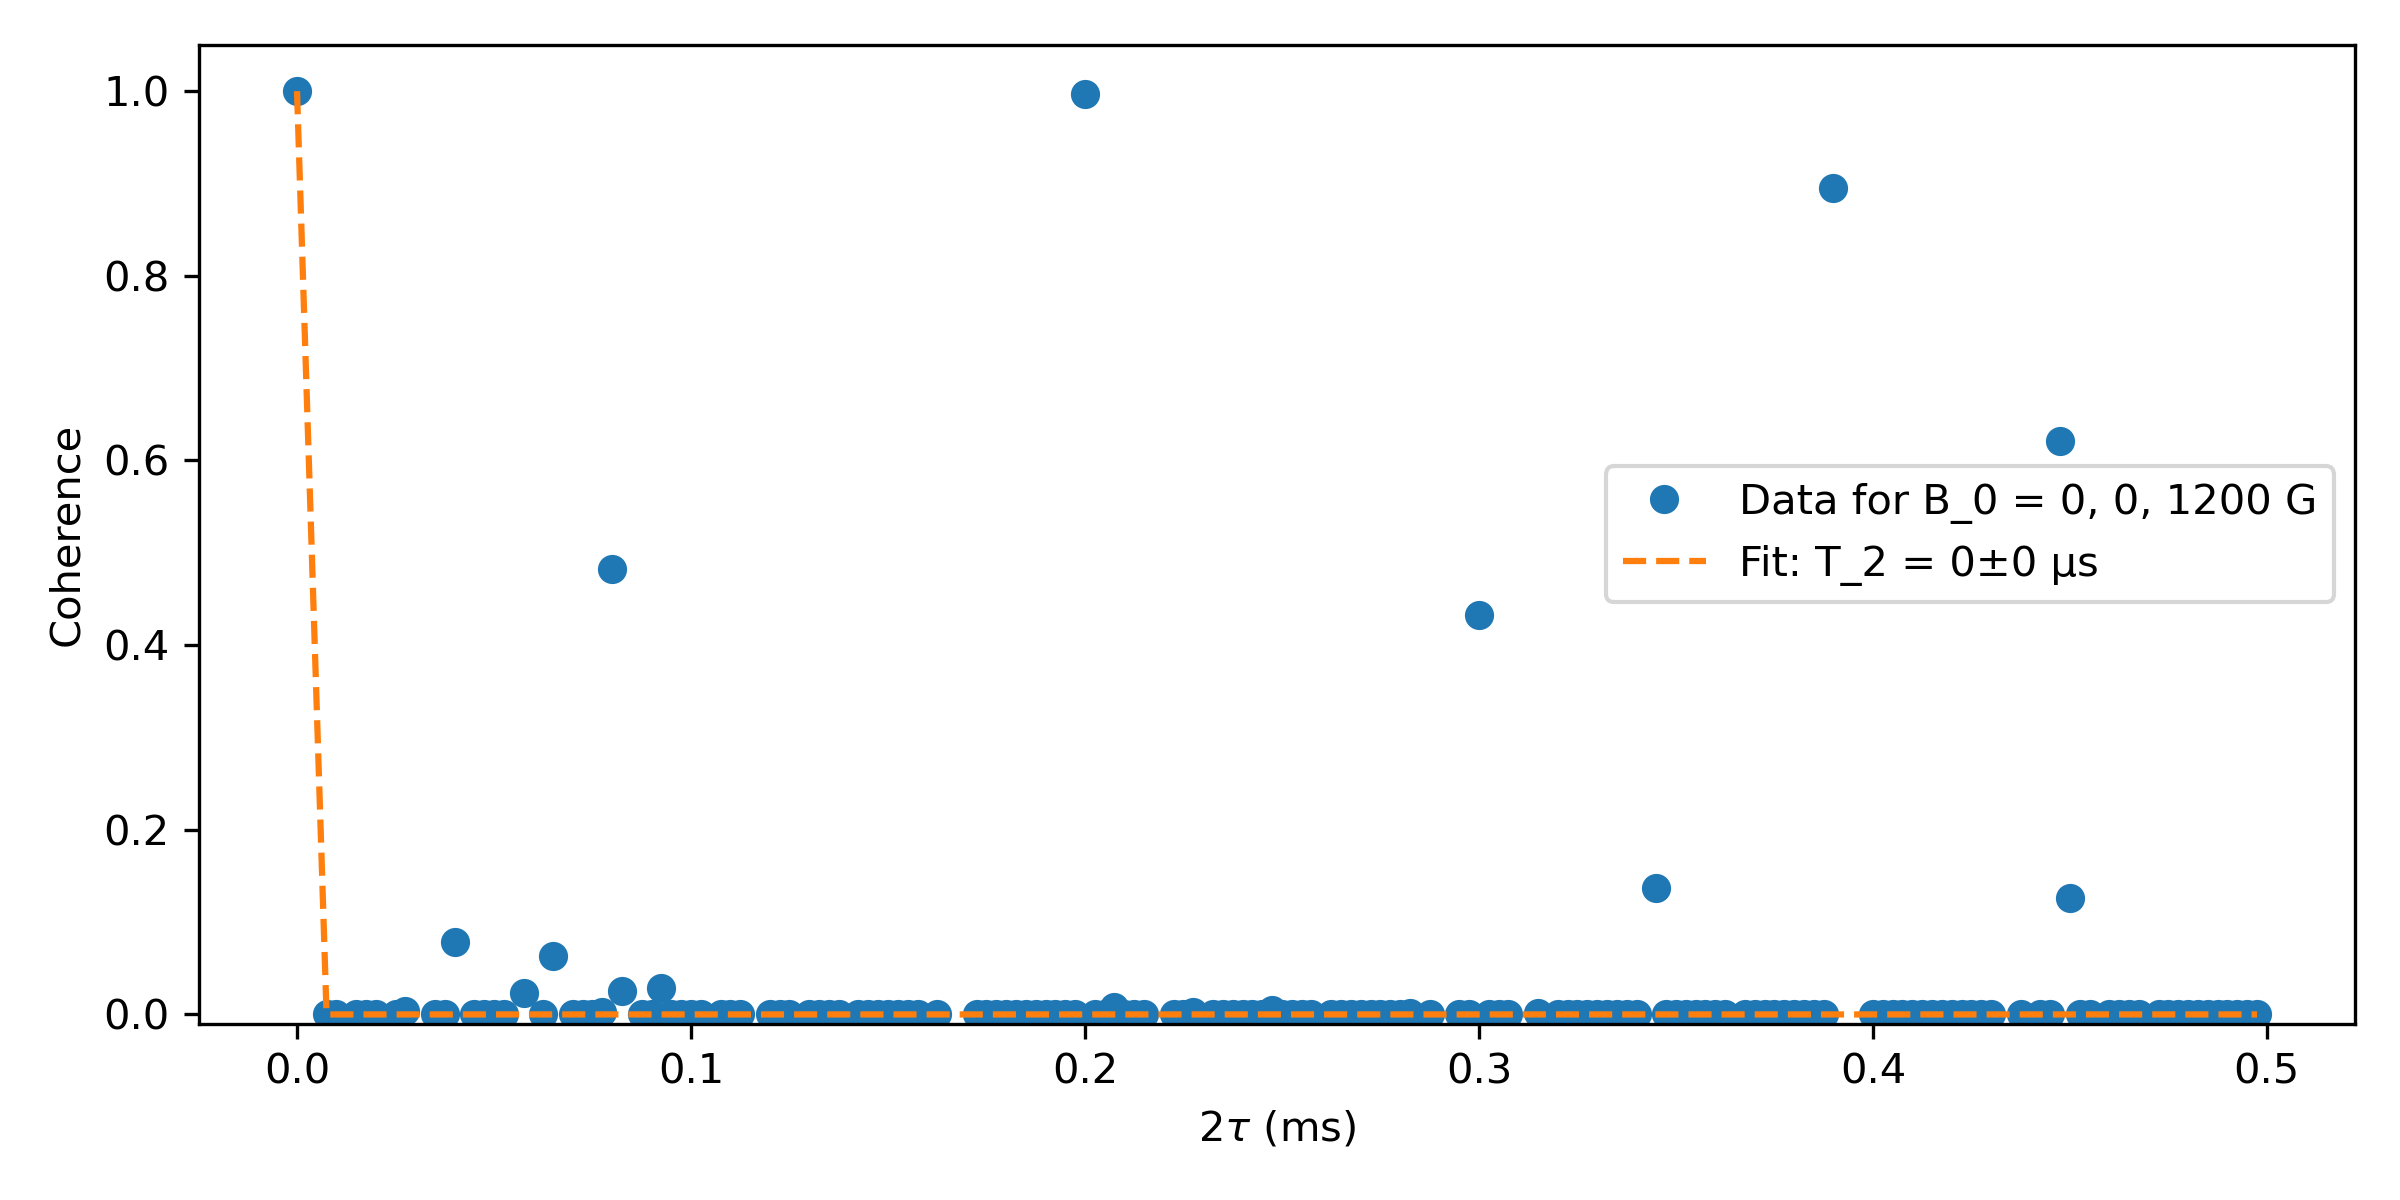 1.0
0.8
0.6
0.4
0.2
0.0
Coherence
Data for B_0 = 0, 0, 1200 G
Fit: T_2 = 0±0 μs
0.0 0.1 0.2 0.3 0.4 0.5
2τ (ms)